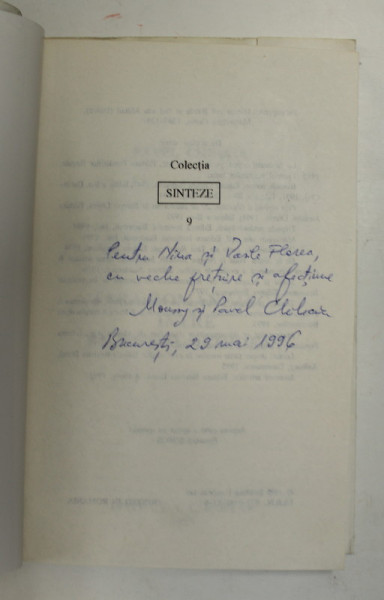 Colecția
SINTEZE
9
Pentru Nina și Vasile Florea,
cu veche prețuire și afecțiune
și Pavel Chihaia
București, 29 mai 1996